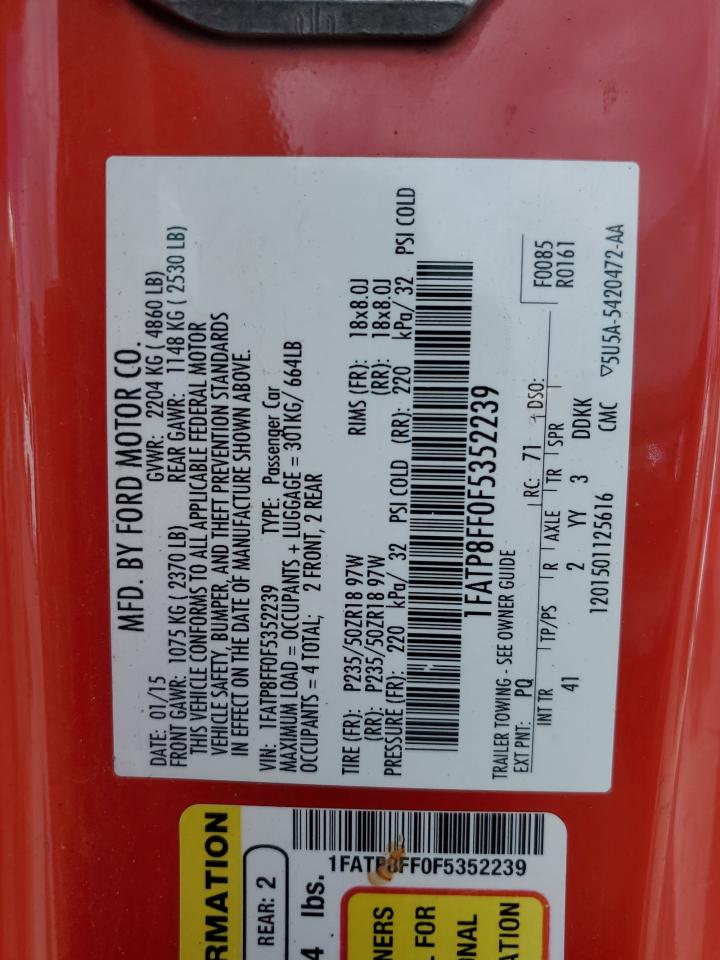 MFD. BY FORD MOTOR CO.
DATE: 01/15 GVWR: 2204 KG ( 4860 LB)
FRONT GAWR: 1075 KG ( 2370 LB) REAR GAWR: 1148 KG ( 2530 LB)
THIS VEHICLE CONFORMS TO ALL APPLICABLE FEDERAL MOTOR
VEHICLE SAFETY, BUMPER, AND THEFT PREVENTION STANDARDS
IN EFFECT ON THE DATE OF MANUFACTURE SHOWN ABOVE.
VIN: 1FATP8FF0F5352239 TYPE: Passenger Car
MAXIMUM LOAD = OCCUPANTS + LUGGAGE = 301KG/ 664LB
OCCUPANTS = 4 TOTAL; 2 FRONT, 2 REAR
TIRE (FR): P235/50ZR18 97W RIMS (FR): 18x8.0J
(RR): P235/50ZR18 97W (RR): 18x8.0J
PRESSURE (FR): 220 kPa/ 32 PSI COLD (RR): 220 kPa/ 32 PSI COLD
1FATP8FF0F5352239
TRAILER TOWING - SEE OWNER GUIDE
F0085
R0161
EXT PNT: PQ RC: 71 DSO:
INT TR TP/PS R AXLE TR SPR
41 2 YY 3 DDKK
1201501125616 CMC ▽5U5A-5420472-AA
RMATION
REAR: 2
4 lbs.
1FATP8FF0F5352239
NERS
L FOR
NAL
ATION